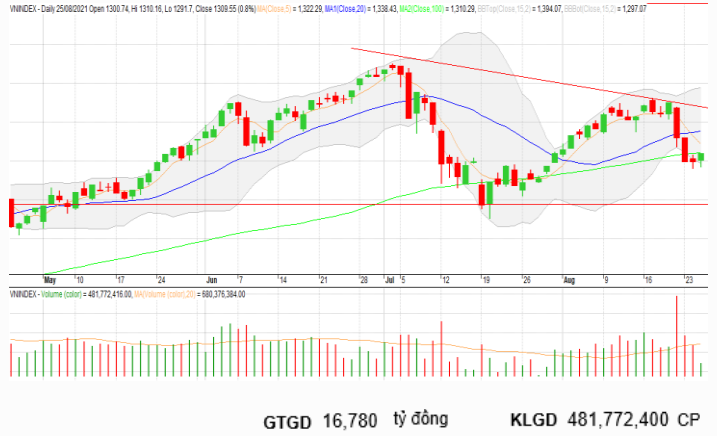 VNINDEX - Daily 25/08/2021 Open 1300.74, Hi 1310.16, Lo 1291.7, Close 1309.55 (0.8%) MA(Close,5) = 1,322.29, MA1(Close,20) = 1,338.43, MA2(Close,100) = 1,310.29, BBTop(Close,15,2) = 1,394.07, BBBot(Close,15,2) = 1,297.07
May 10 17 24 Jun 7 14 21 28 Jul 5 12 19 26 Aug 9 16 23
VNINDEX - Volume (color) = 481,772,416.00, MA(Volume (color),20) = 680,376,384.00
GTGD 16,780 tỷ đồng KLGD 481,772,400 CP